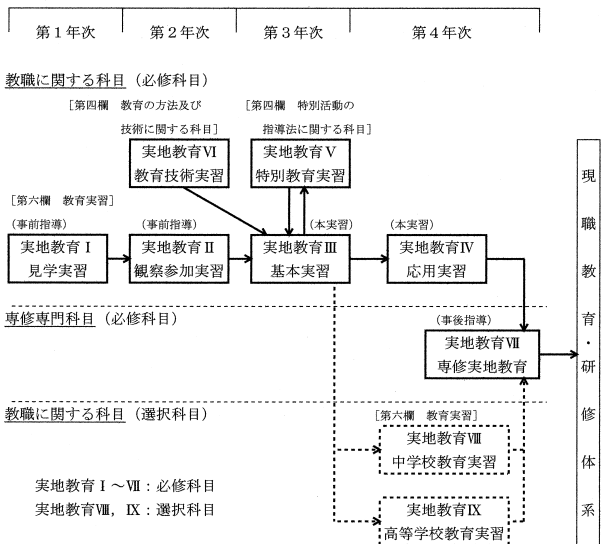 第１年次
第２年次
第３年次
第４年次
教職に関する科目（必修科目）
［第四欄　教育の方法及び
技術に関する科目］
［第四欄　特別活動の
指導法に関する科目］
実地教育Ⅵ
教育技術実習
実地教育Ⅴ
特別教育実習
［第六欄　教育実習］
（事前指導）
（事前指導）
（本実習）
（本実習）
実地教育Ⅰ
見学実習
実地教育Ⅱ
観察参加実習
実地教育Ⅲ
基本実習
実地教育Ⅳ
応用実習
専修専門科目（必修科目）
（事後指導）
実地教育Ⅶ
専修実地教育
教職に関する科目（選択科目）
［第六欄　教育実習］
実地教育Ⅷ
中学校教育実習
実地教育Ⅸ
高等学校教育実習
実地教育Ⅰ～Ⅶ：必修科目
実地教育Ⅷ，Ⅸ：選択科目
現職教育・研修体系